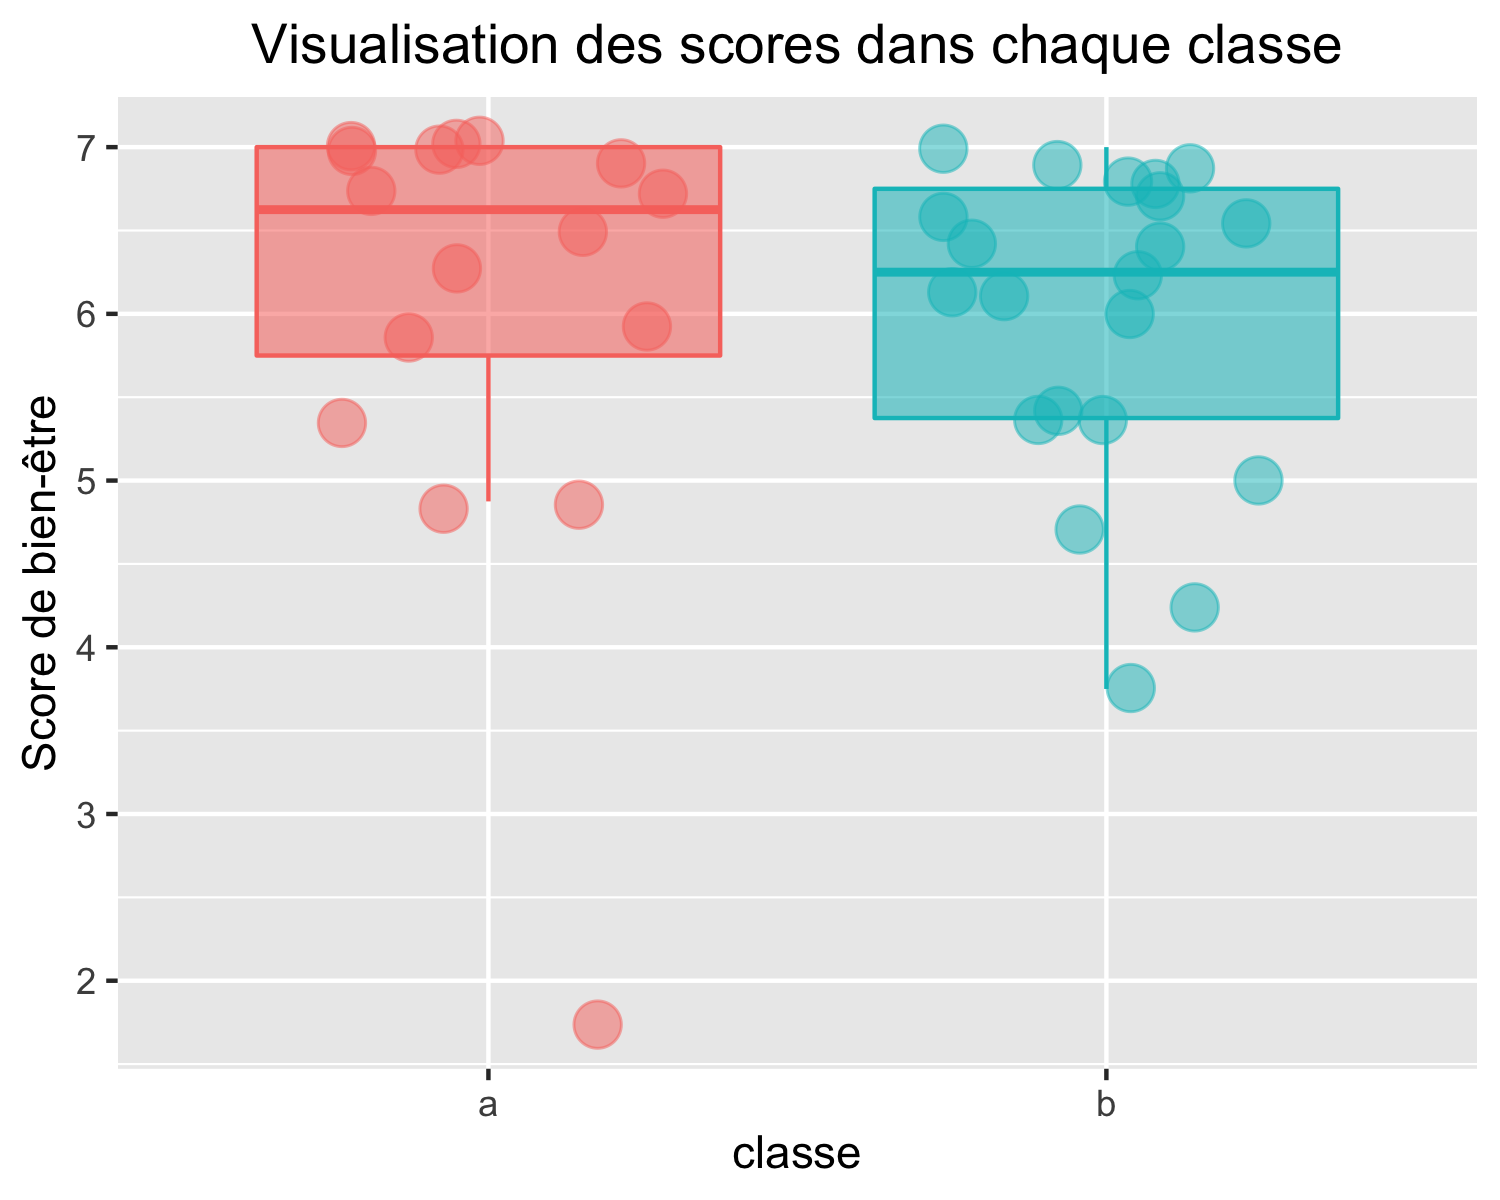 Visualisation des scores dans chaque classe
Score de bien-être
7
6
5
4
3
2
a
b
classe